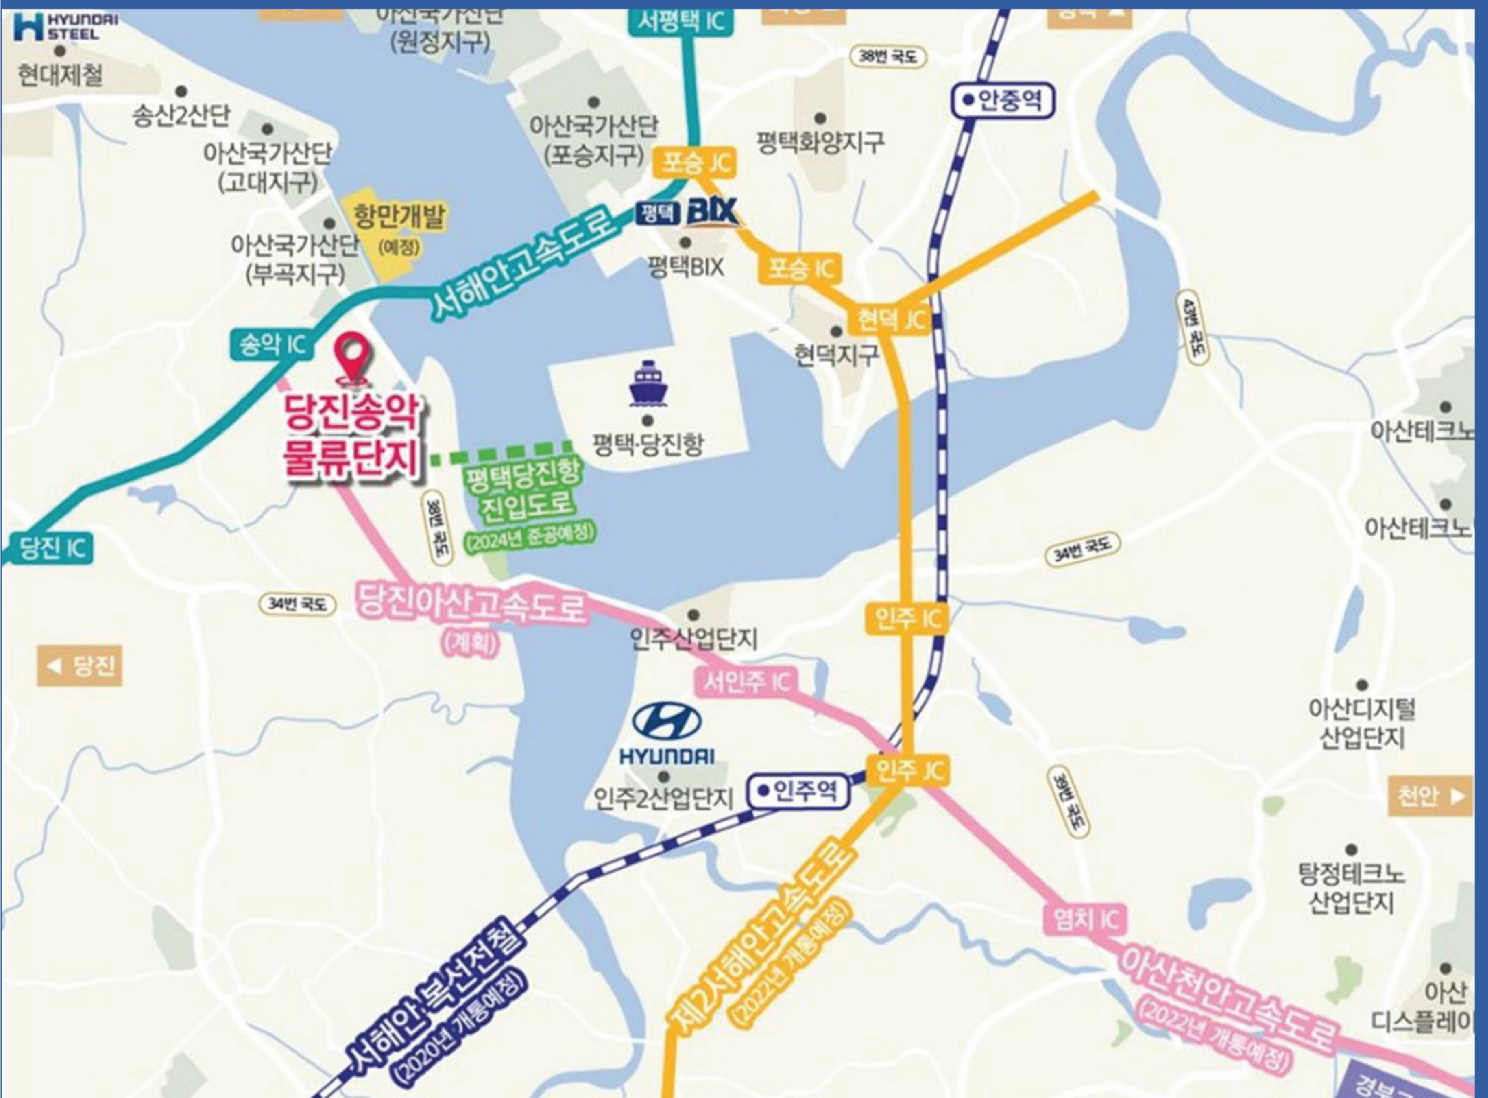 HYUNDAI
STEEL
현대제철
아산국가산단
(원정지구)
서평택 IC
38번 국도
안중역
송산2산단
아산국가산단
(고대지구)
아산국가산단
(포승지구)
평택화양지구
포승 JC
항만개발
(예정)
평택 BIX
아산국가산단
(부곡지구)
서해안고속도로
평택BIX
포승 IC
현덕 JC
43번 국도
송악 IC
현덕지구
당진송악
물류단지
평택·당진항
아산테크노
평택당진항
진입도로
(2024년 준공예정)
38번 국도
아산테크노
당진 IC
34번 국도
34번 국도
당진아산고속도로
(계획)
인주산업단지
인주 IC
◀ 당진
서인주 IC
아산디지털
산업단지
HYUNDAI
인주2산업단지
인주역
인주 JC
39번 국도
천안 ▶
탕정테크노
산업단지
염치 IC
서해안·복선전철
(2020년 개통예정)
제2서해안고속도로
(2022년 개통예정)
아산천안고속도로
(2022년 개통예정)
아산
디스플레이